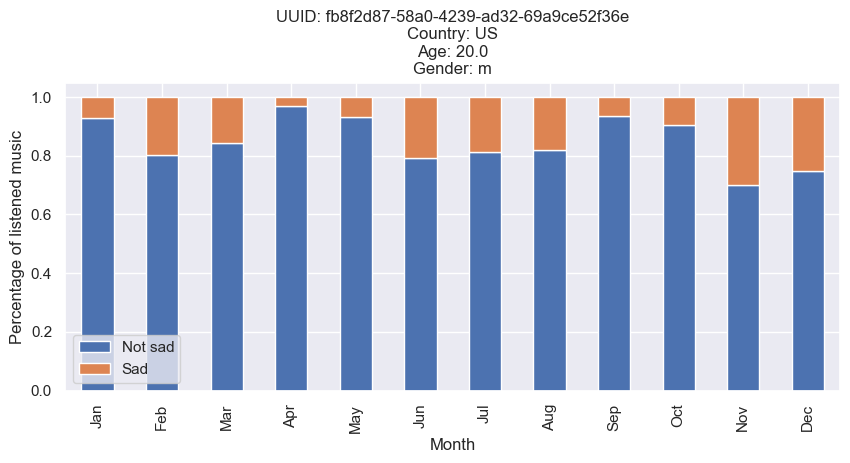 UUID: fb8f2d87-58a0-4239-ad32-69a9ce52f36e
Country: US
Age: 20.0
Gender: m
Percentage of listened music
1.0
0.8
0.6
0.4
0.2
0.0
Not sad
Sad
Jan
Feb
Mar
Apr
May
Jun
Jul
Aug
Sep
Oct
Nov
Dec
Month